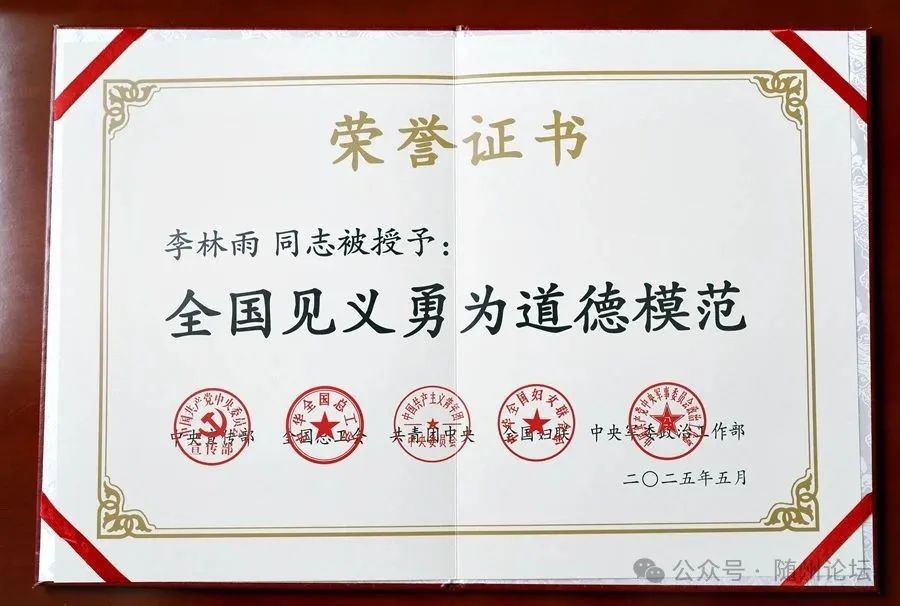 荣誉证书
李林雨 同志被授予：
全国见义勇为道德模范
中央宣传部 全国总工会 共青团中央 全国妇联 中央军委政治工作部
二〇二五年五月
公众号 · 随州论坛